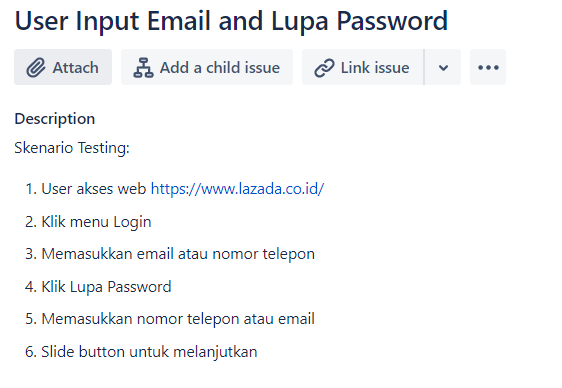 User Input Email and Lupa Password
Attach
Add a child issue
Link issue
Description
Skenario Testing:
1. User akses web https://www.lazada.co.id/
2. Klik menu Login
3. Memasukkan email atau nomor telepon
4. Klik Lupa Password
5. Memasukkan nomor telepon atau email
6. Slide button untuk melanjutkan